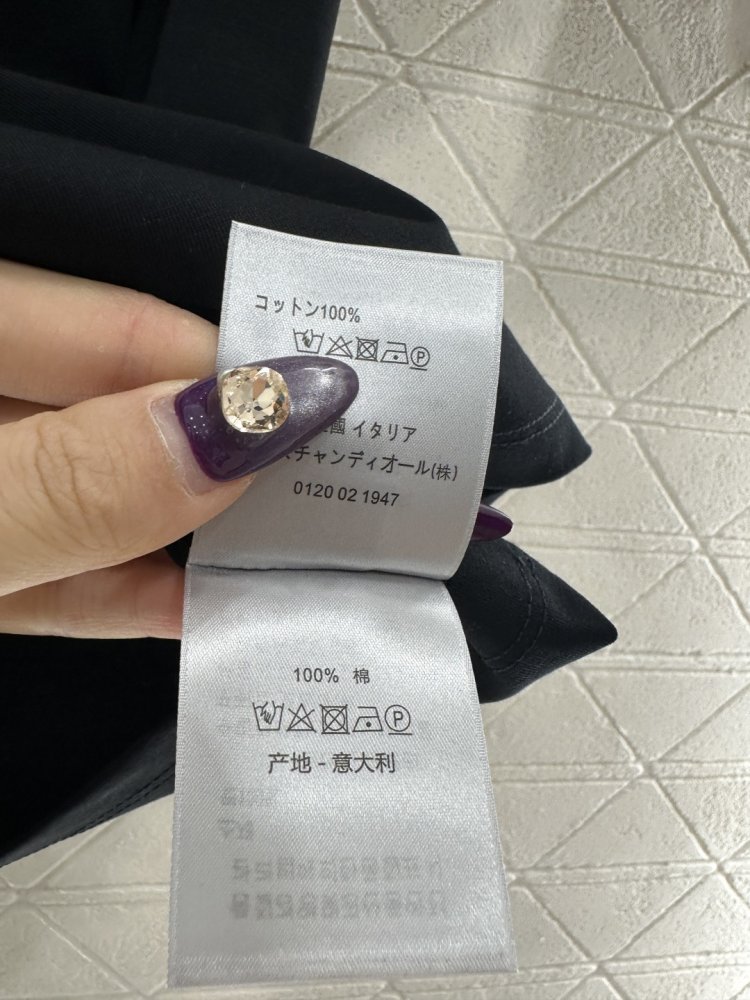 コットン100%
國 イタリア
スチャンディオール(株)
0120 02 1947
100% 棉
产地 - 意大利